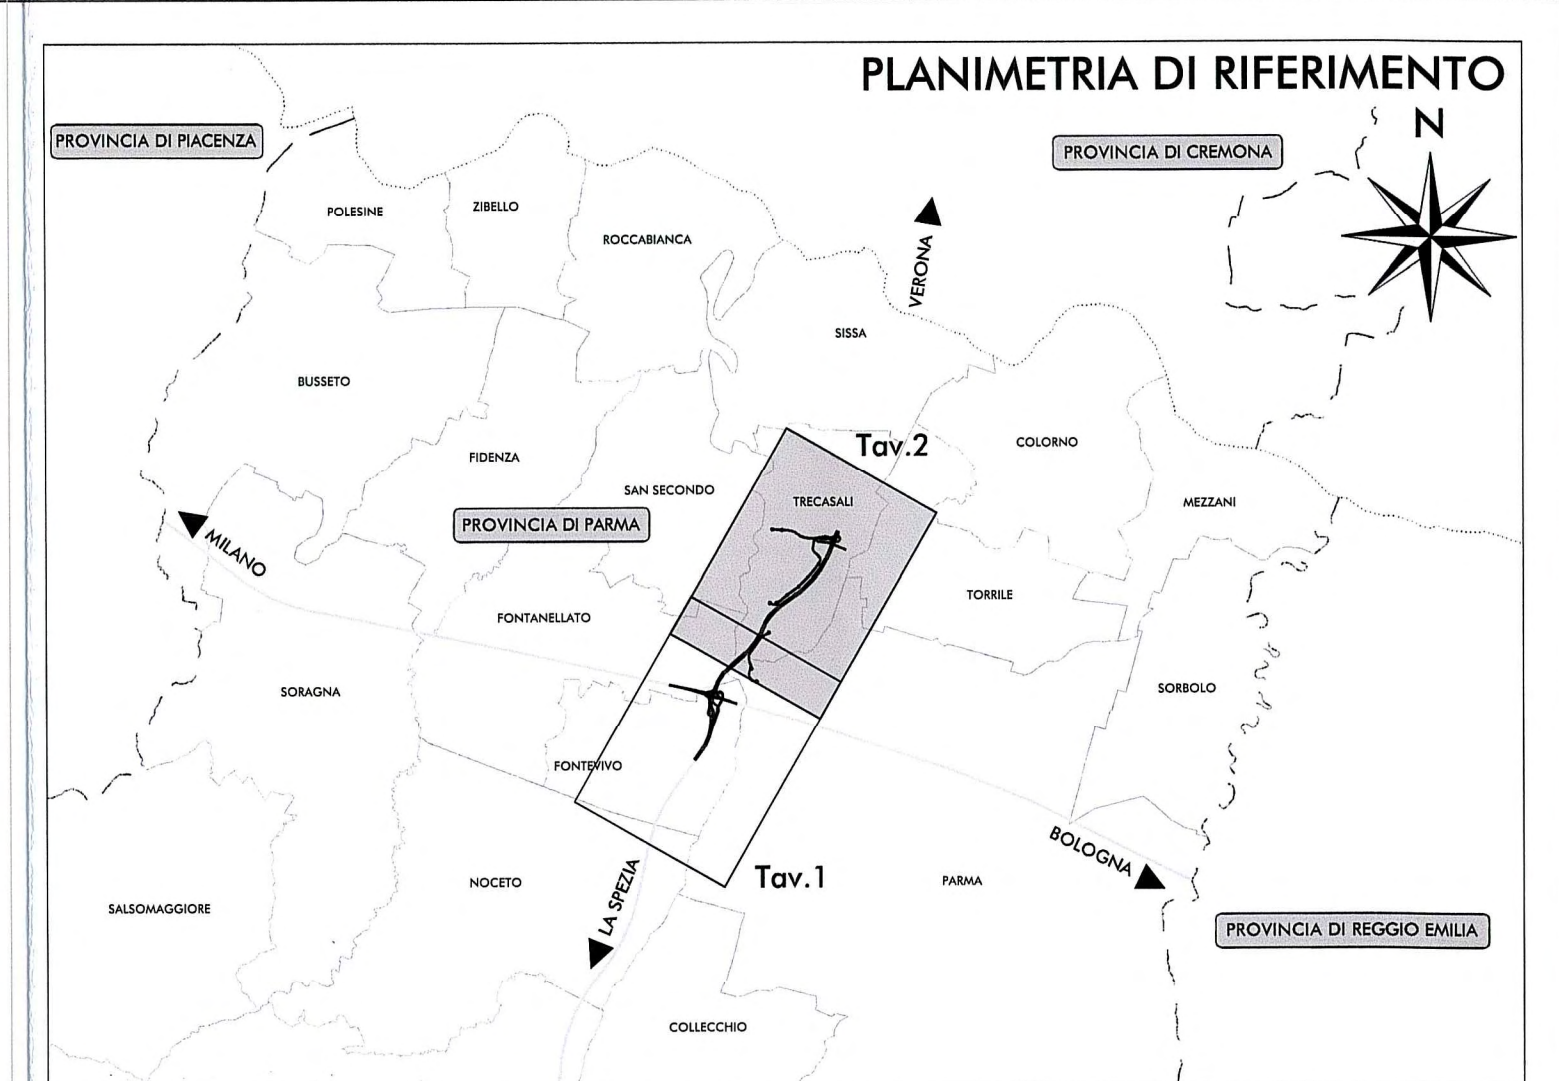 PLANIMETRIA DI RIFERIMENTO
N
PROVINCIA DI PIACENZA
PROVINCIA DI CREMONA
POLESINE
ZIBELLO
ROCCABIANCA
VERONA
SISSA
BUSSETO
COLORNO
Tav.2
FIDENZA
SAN SECONDO
TRECASALI
MEZZANI
PROVINCIA DI PARMA
MILANO
TORRILE
FONTANELLATO
SORAGNA
SORBOLO
FONTEVIVO
BOLOGNA
Tav.1
NOCETO
PARMA
LA SPEZIA
SALSOMAGGIORE
PROVINCIA DI REGGIO EMILIA
COLLECCHIO